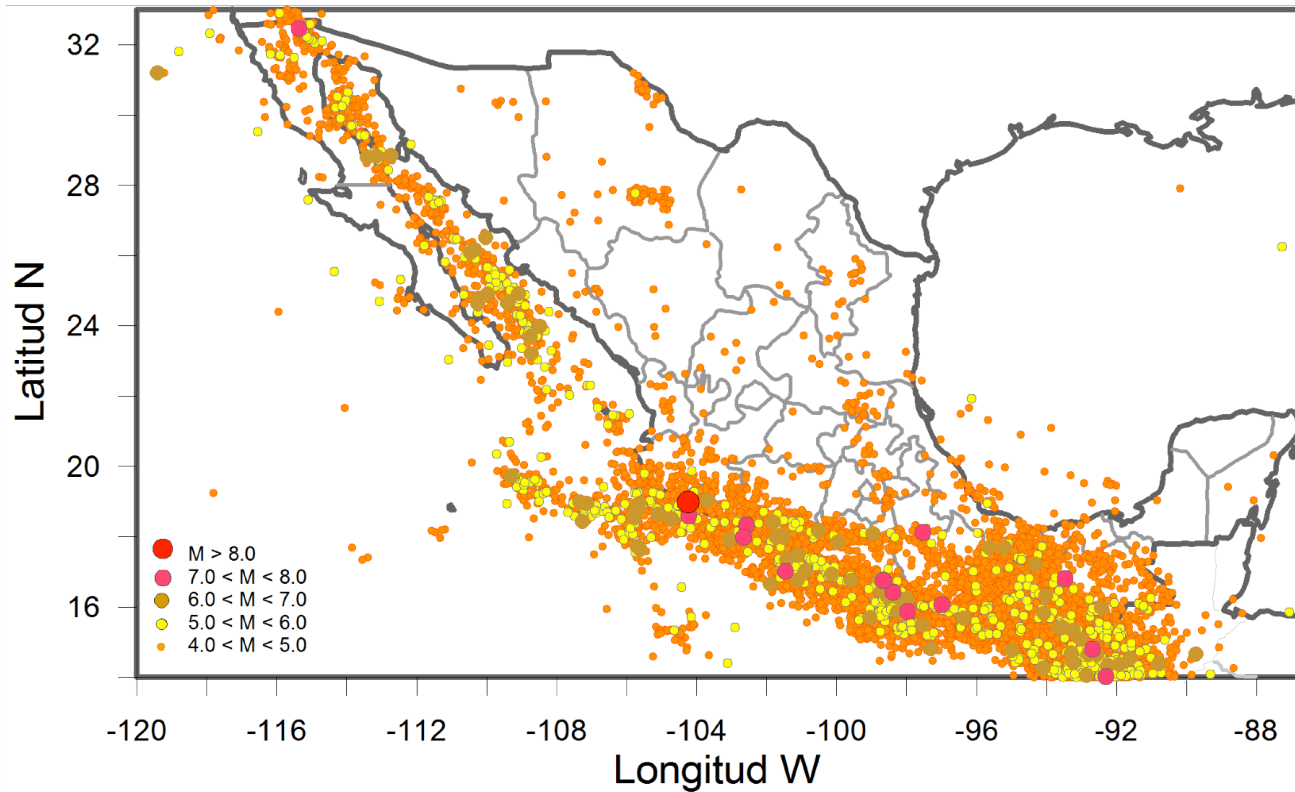 32
28
24
20
16
Latitud N
M > 8.0
7.0 < M < 8.0
6.0 < M < 7.0
5.0 < M < 6.0
4.0 < M < 5.0
-120 -116 -112 -108 -104 -100 -96 -92 -88
Longitud W